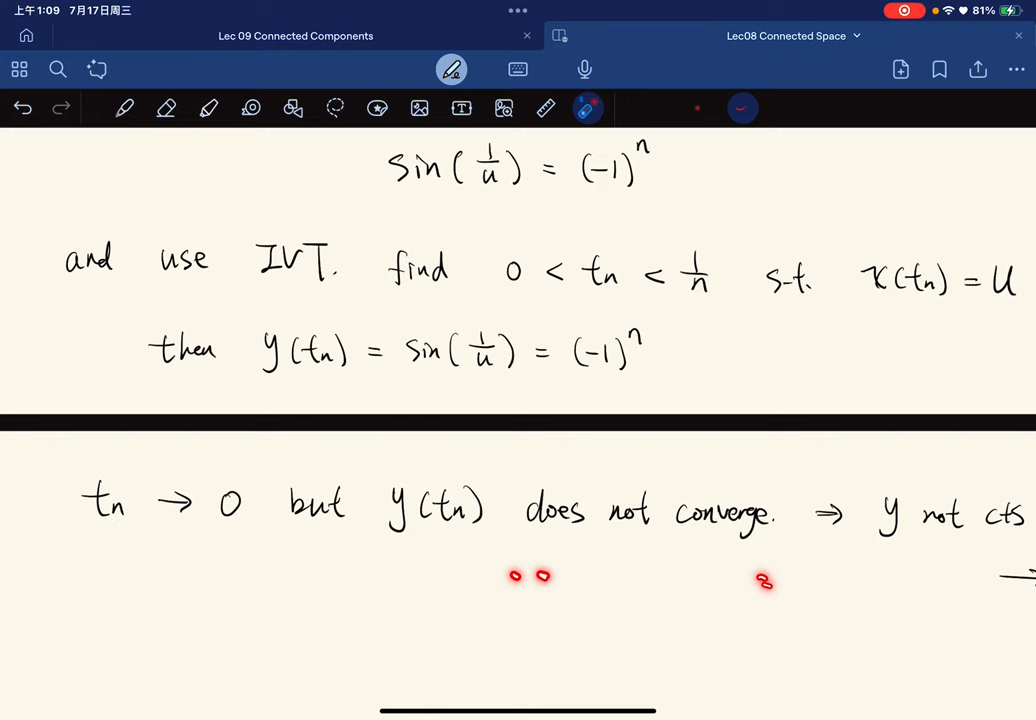 上午1:09 7月17日周三
81%
Lec 09 Connected Components
Lec08 Connected Space
sin(1/u) = (-1)^n
and use IVT. find 0 < tn < 1/n s.t. x(tn) = u
then y(tn) = sin(1/u) = (-1)^n
tn → 0 but y(tn) does not converge. ⇒ y not cts